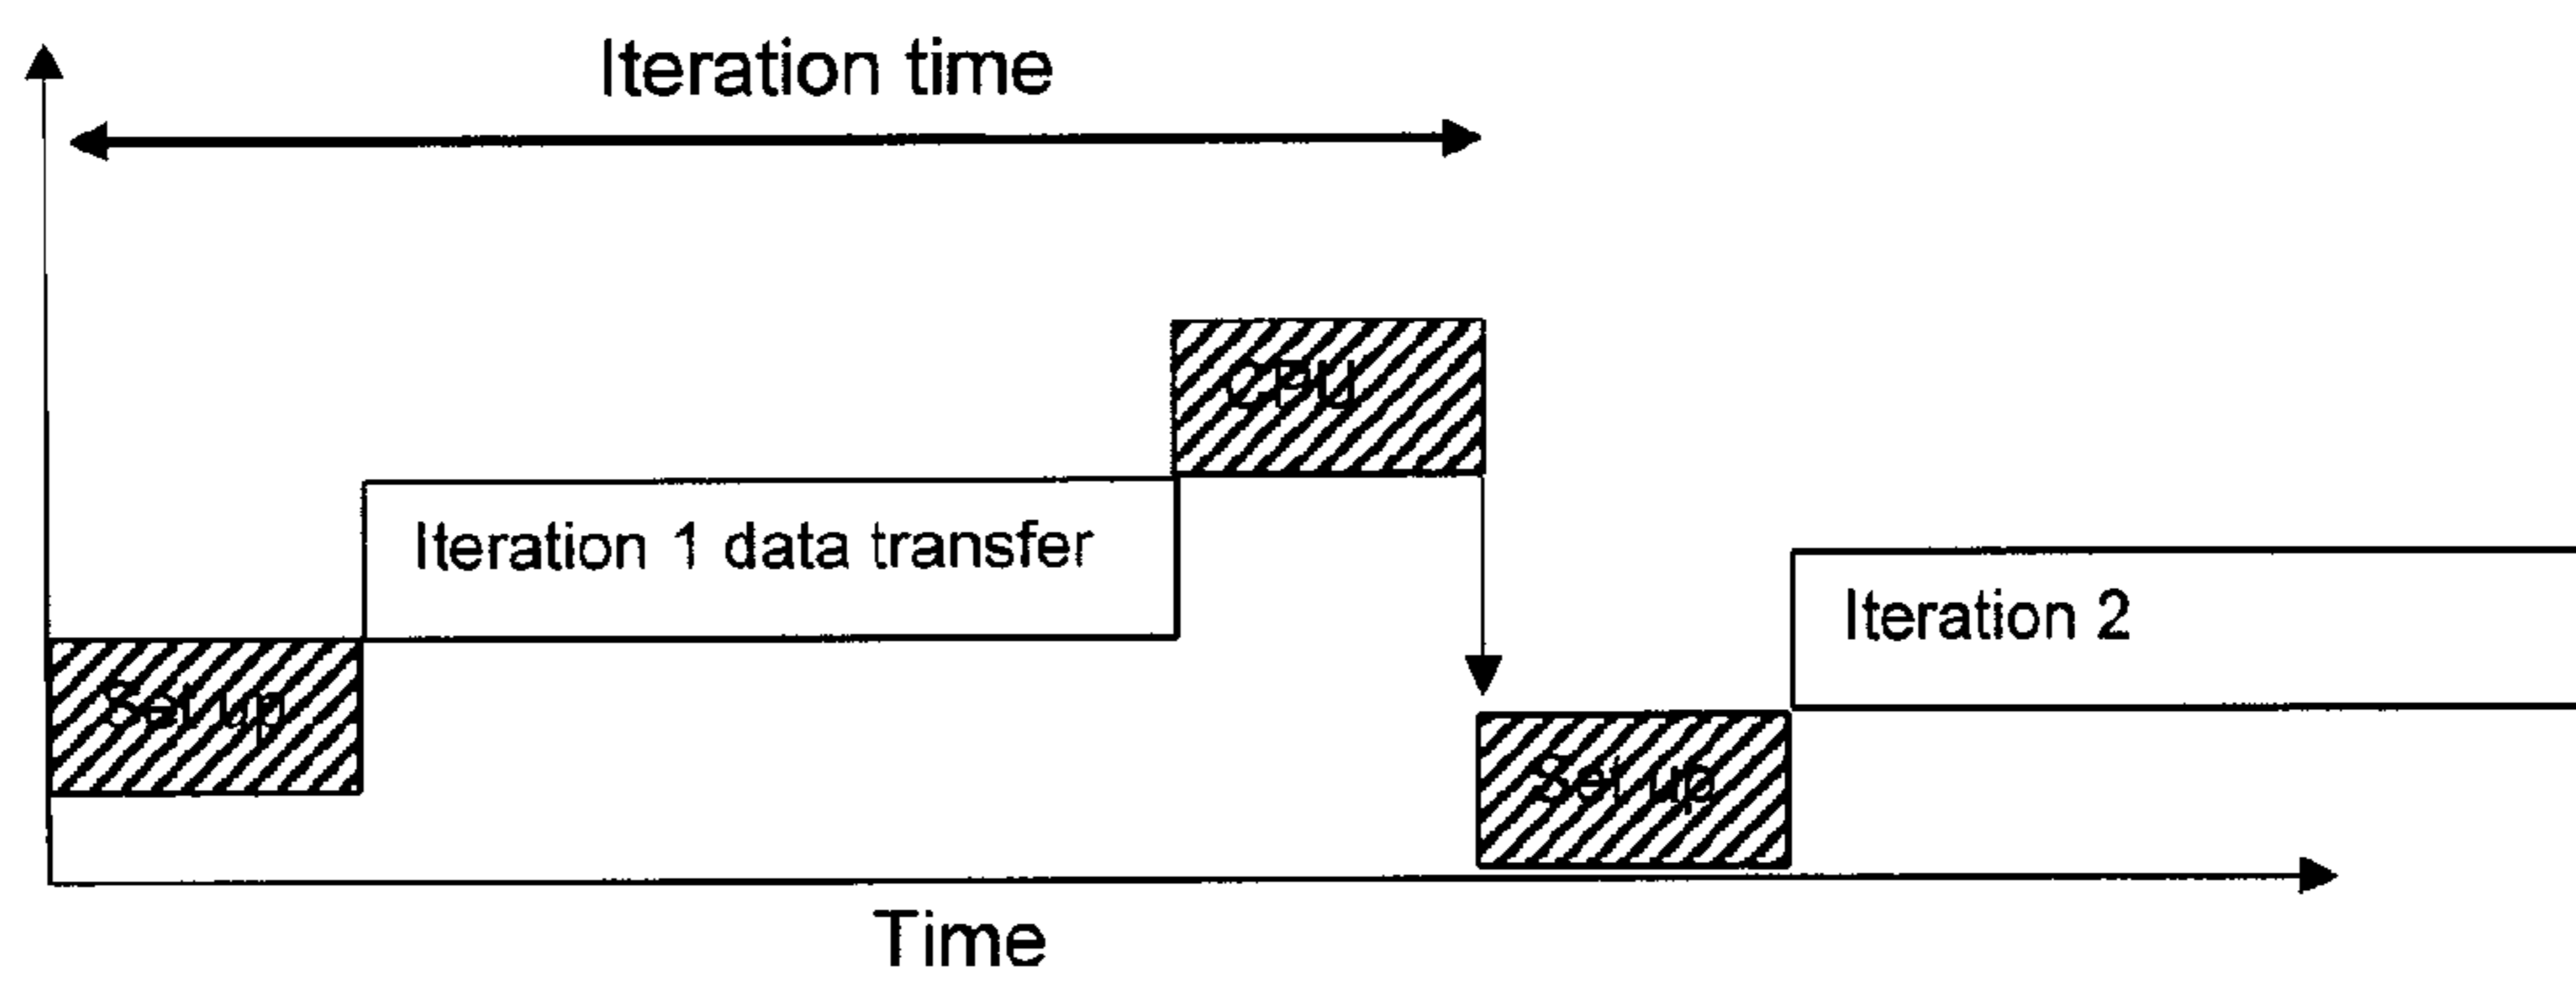 Iteration time
CPU
Iteration 1 data transfer
Iteration 2
Set up
Set up
Time